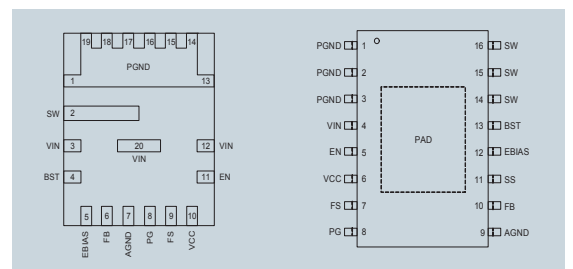 19 18 17 16 15 14
PGND
1 13
SW 2
VIN 3 20 12 VIN
VIN
BST 4 11 EN
5 6 7 8 9 10
EBIAS FB AGND PG FS VCC
PGND 1 16 SW
PGND 2 15 SW
PGND 3 14 SW
VIN 4 13 BST
PAD
EN 5 12 EBIAS
VCC 6 11 SS
FS 7 10 FB
PG 8 9 AGND